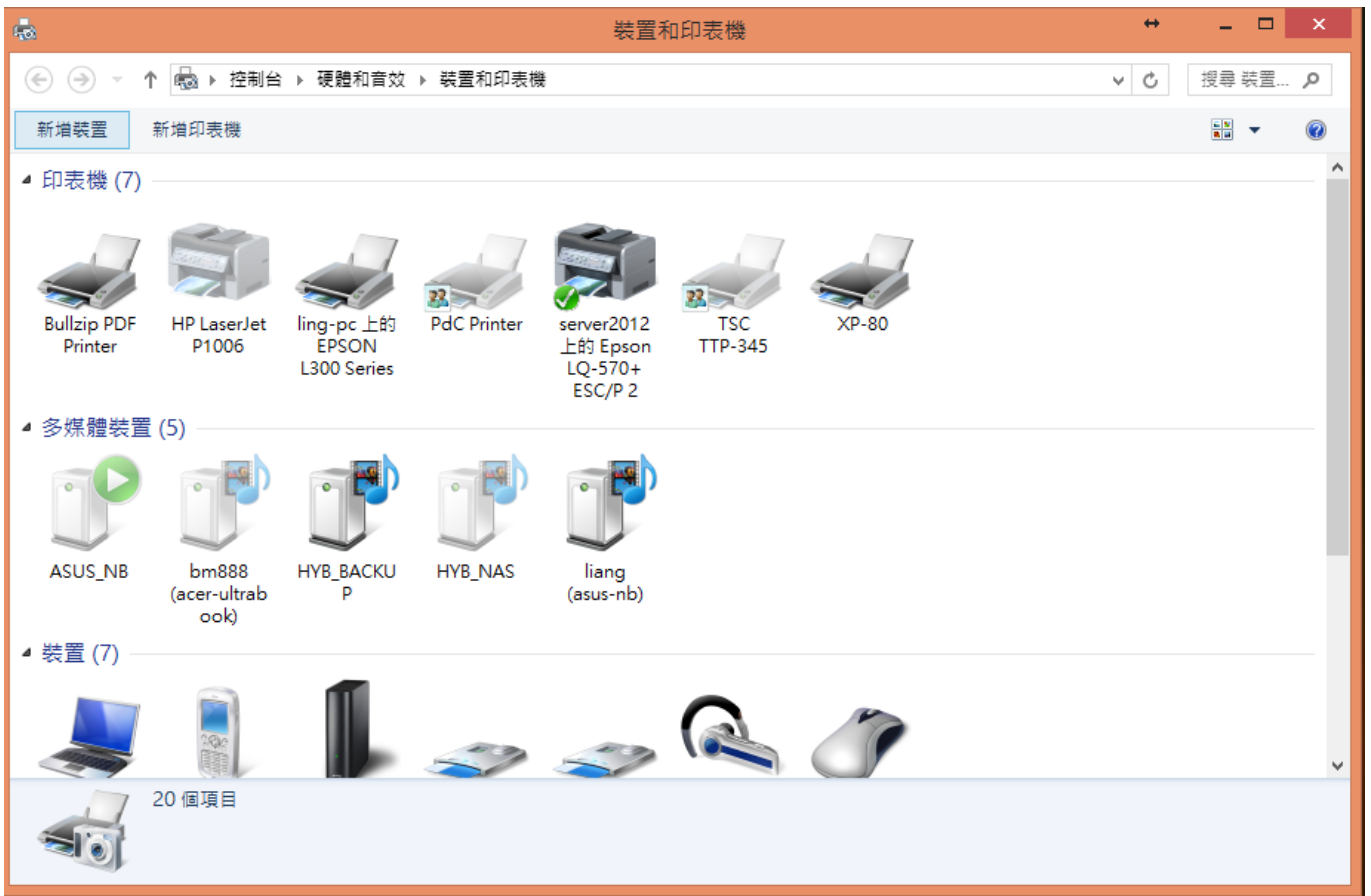 裝置和印表機
控制台 硬體和音效 裝置和印表機
搜尋 裝置...
新增裝置 新增印表機
印表機 (7)
Bullzip PDF
Printer
HP LaserJet
P1006
ling-pc 上的
EPSON
L300 Series
PdC Printer
server2012
上的 Epson
LQ-570+
ESC/P 2
TSC
TTP-345
XP-80
多媒體裝置 (5)
ASUS_NB
bm888
(acer-ultrab
ook)
HYB_BACKU
P
HYB_NAS
liang
(asus-nb)
裝置 (7)
20 個項目